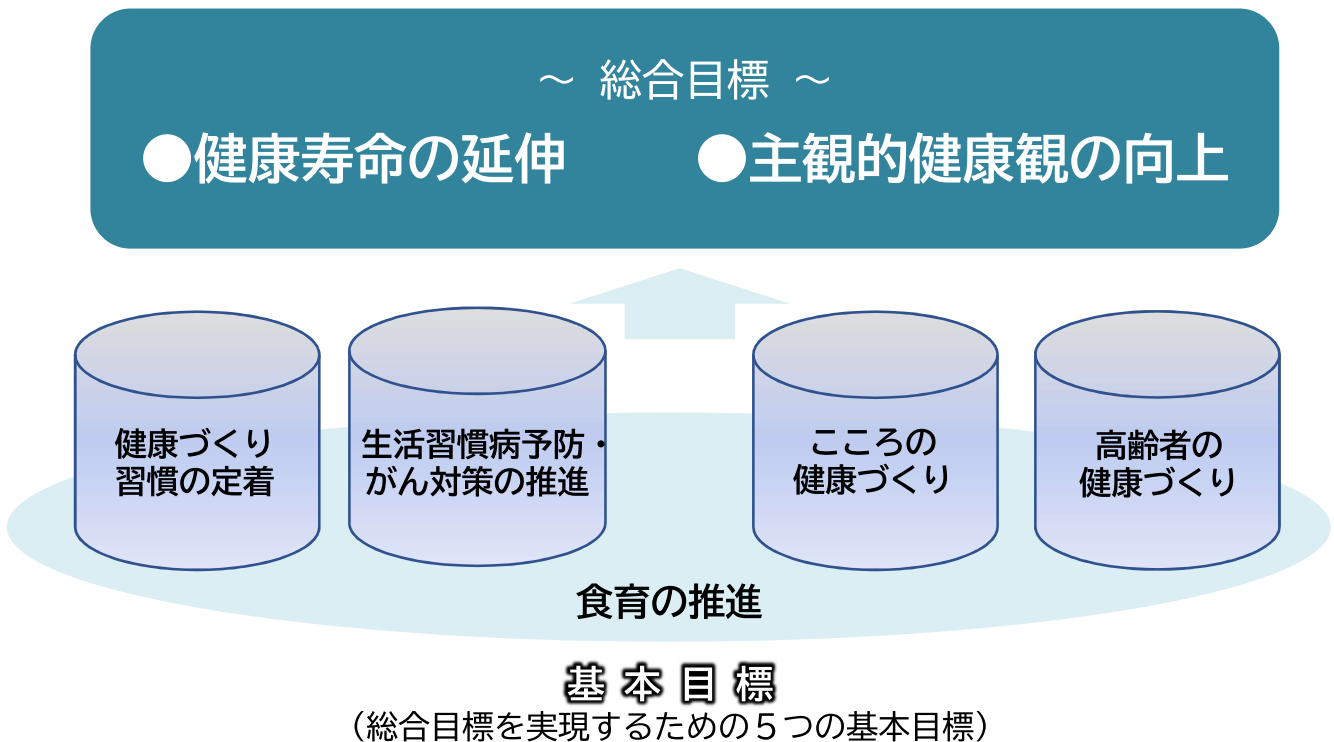 ～ 総合目標 ～
●健康寿命の延伸 ●主観的健康観の向上
健康づくり
習慣の定着
生活習慣病予防・
がん対策の推進
こころの
健康づくり
高齢者の
健康づくり
食育の推進
基本目標
（総合目標を実現するための５つの基本目標）